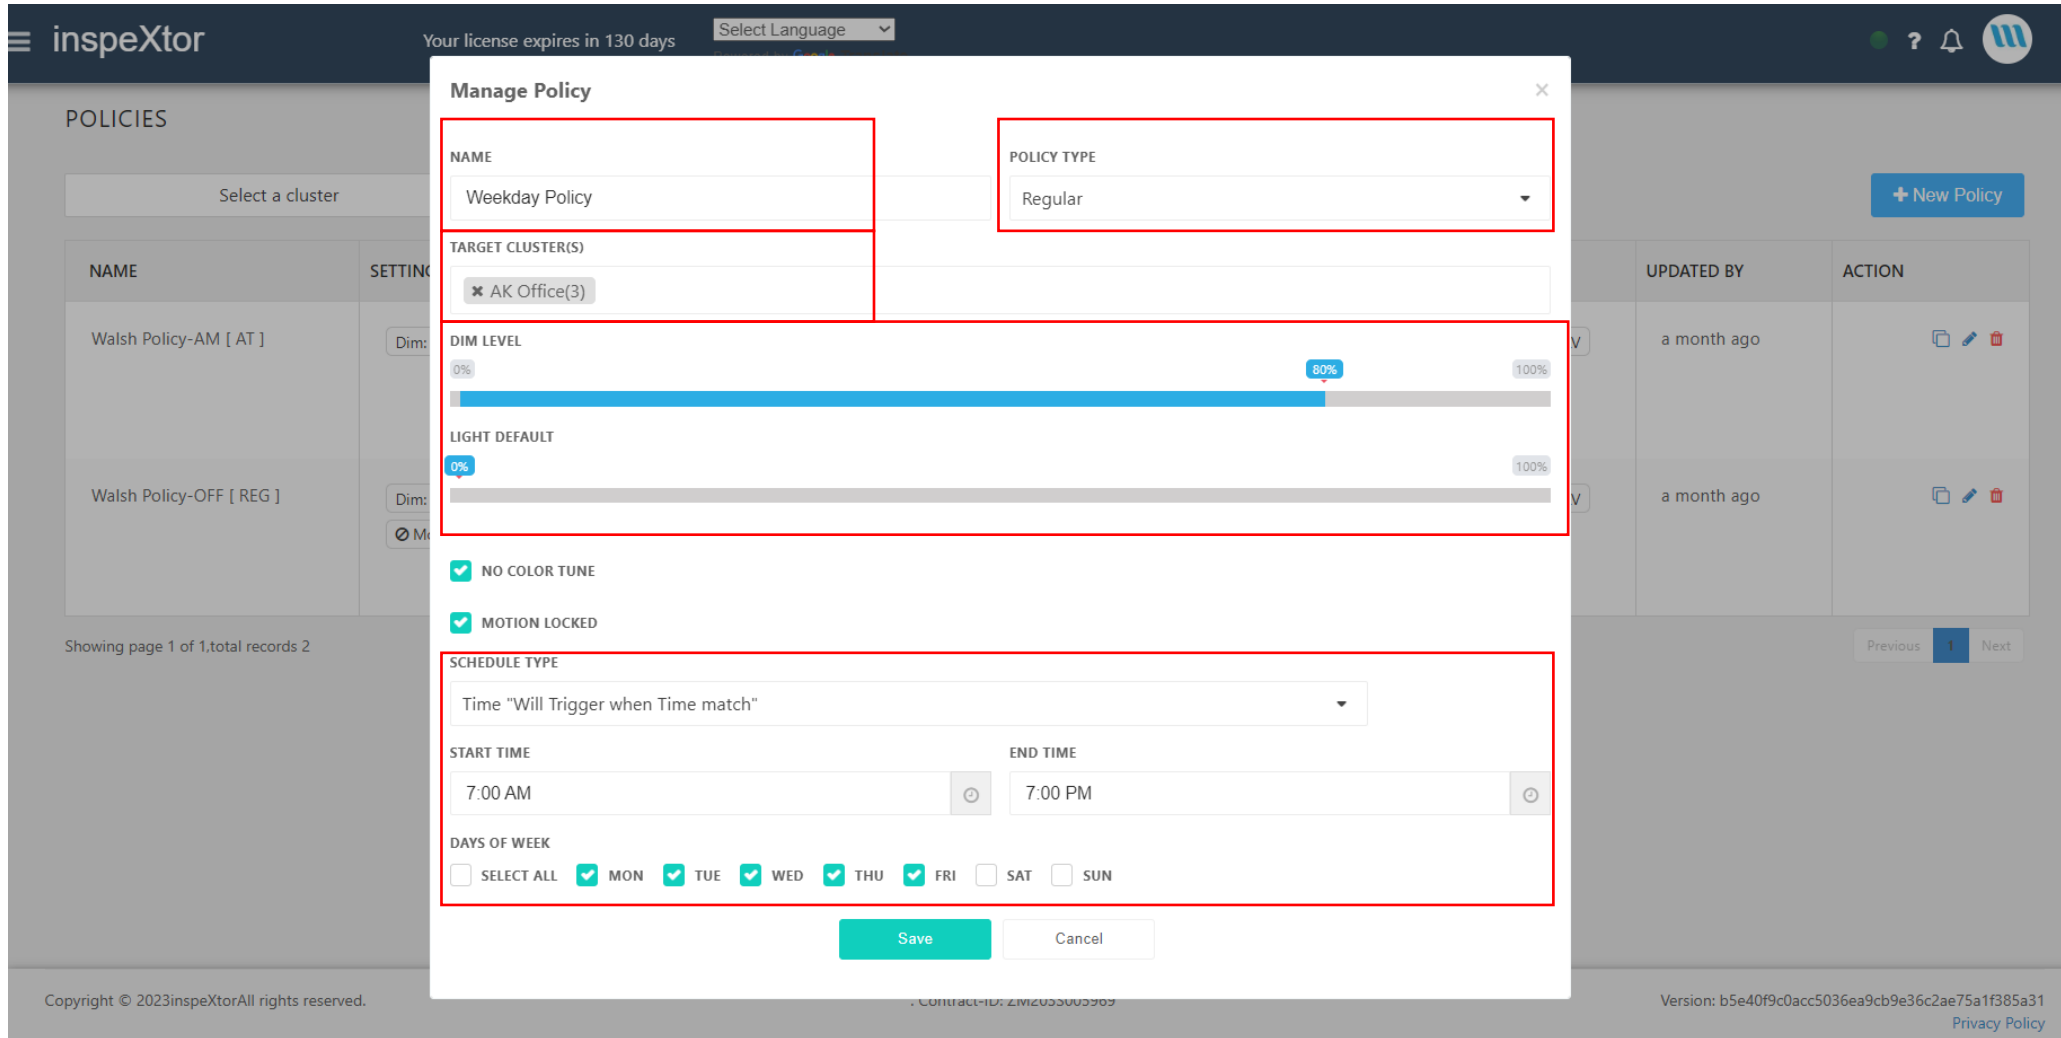 inspeXtor
Your license expires in 130 days
Select Language
POLICIES
Select a cluster
New Policy
NAME
UPDATED BY
ACTION
Walsh Policy-AM [ AT ]
Dim:
V
a month ago
Walsh Policy-OFF [ REG ]
Dim:
V
a month ago
Showing page 1 of 1,total records 2
Previous 1 Next
Manage Policy
NAME
POLICY TYPE
Weekday Policy
Regular
TARGET CLUSTER(S)
AK Office(3)
DIM LEVEL
0% 80% 100%
LIGHT DEFAULT
0% 100%
NO COLOR TUNE
MOTION LOCKED
SCHEDULE TYPE
Time "Will Trigger when Time match"
START TIME
END TIME
7:00 AM
7:00 PM
DAYS OF WEEK
SELECT ALL MON TUE WED THU FRI SAT SUN
Save Cancel
Copyright © 2023inspeXtorAll rights reserved.
Version: b5e40f9c0acc5036ea9cb9e36c2ae75a1f385a31
Privacy Policy